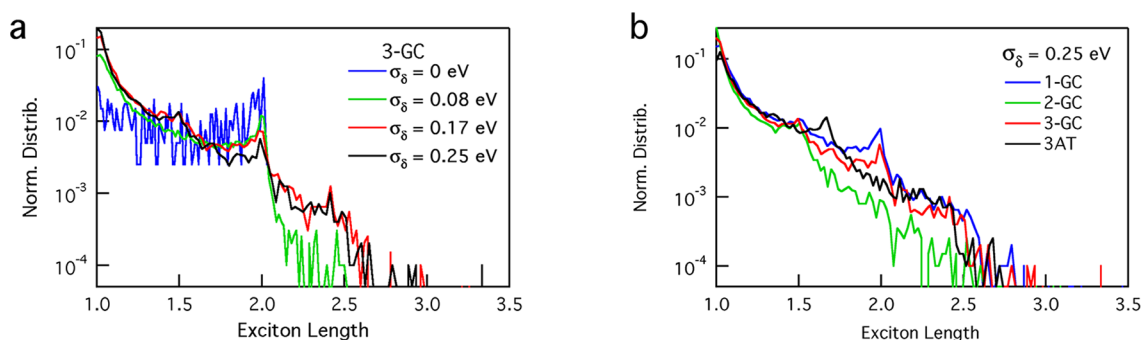 a
3-GC
σδ = 0 eV
σδ = 0.08 eV
σδ = 0.17 eV
σδ = 0.25 eV
Norm. Distrib.
10⁻¹
10⁻²
10⁻³
10⁻⁴
1.0 1.5 2.0 2.5 3.0 3.5
Exciton Length
b
σδ = 0.25 eV
1-GC
2-GC
3-GC
3AT
Norm. Distrib.
10⁻¹
10⁻²
10⁻³
10⁻⁴
1.0 1.5 2.0 2.5 3.0 3.5
Exciton Length